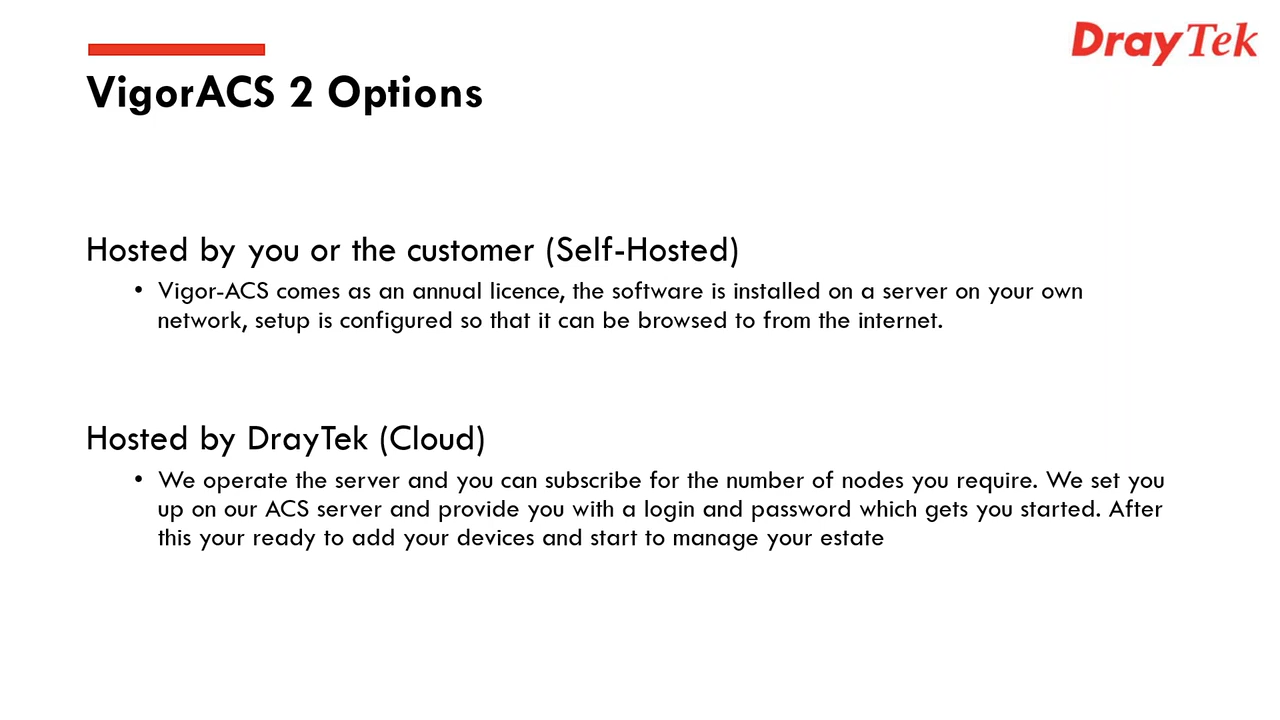 DrayTek
VigorACS 2 Options
Hosted by you or the customer (Self-Hosted)
• Vigor-ACS comes as an annual licence, the software is installed on a server on your own
network, setup is configured so that it can be browsed to from the internet.
Hosted by DrayTek (Cloud)
• We operate the server and you can subscribe for the number of nodes you require. We set you
up on our ACS server and provide you with a login and password which gets you started. After
this your ready to add your devices and start to manage your estate